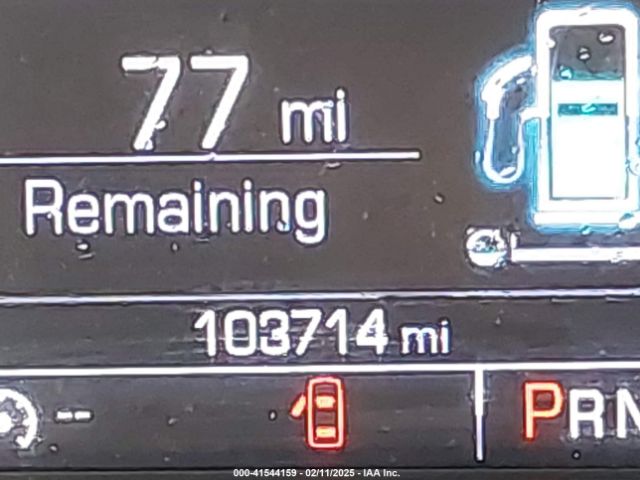 77 mi
Remaining
103714 mi
-- PRN
000-41544159 - 02/11/2025 - IAA Inc.